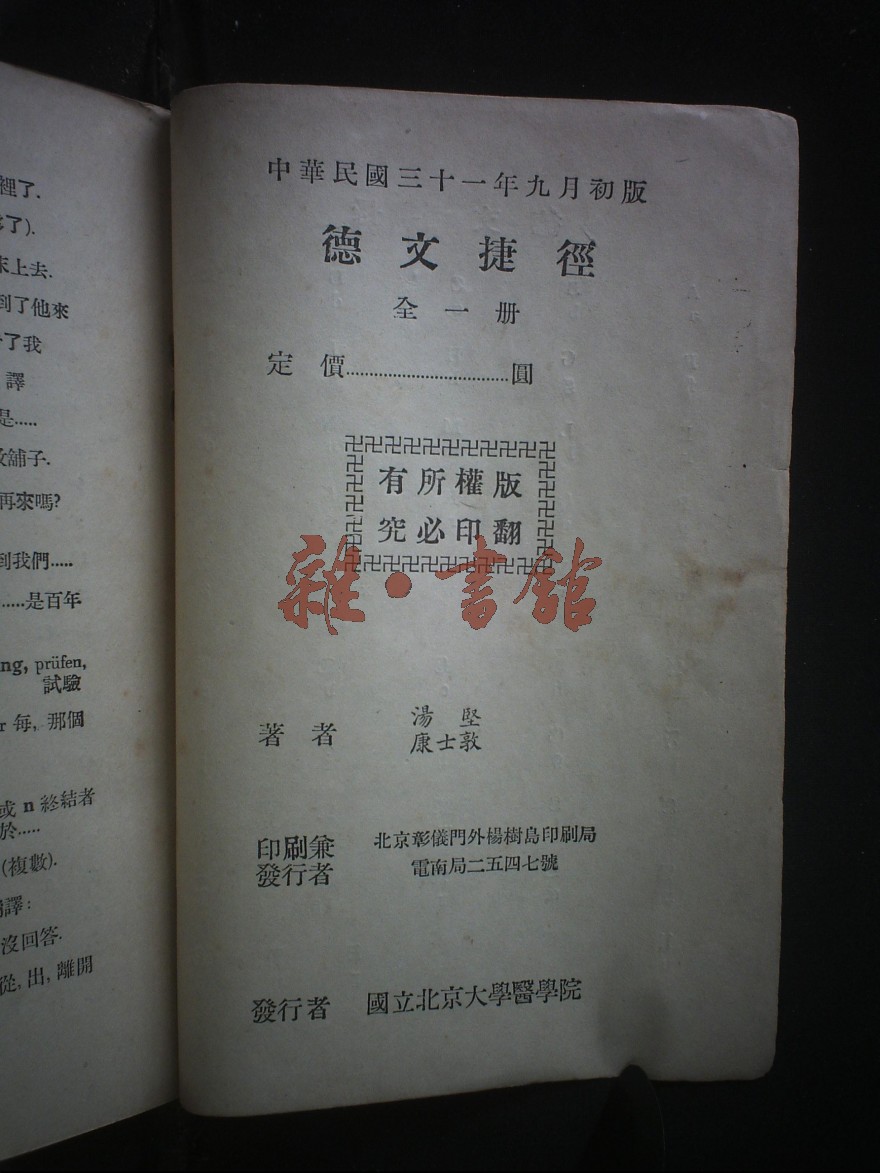 裡了.
了).
床上去.
到了他來
了我
譯
是.....
舖子.
再來嗎?
到我們.....
.....是百年
ng, prüfen,
試驗
r 每, 那個
或 n 終結者
於.....
(複數).
譯:
沒回答.
從, 出, 離開
中華民國三十一年九月初版
德文捷徑
全一册
定價...................................圓
有所權版
究必印翻
雜·書館
著者
湯堅
康士敦
印刷兼
發行者
北京彰儀門外楊樹島印刷局
電南局二五四七號
發行者 國立北京大學醫學院